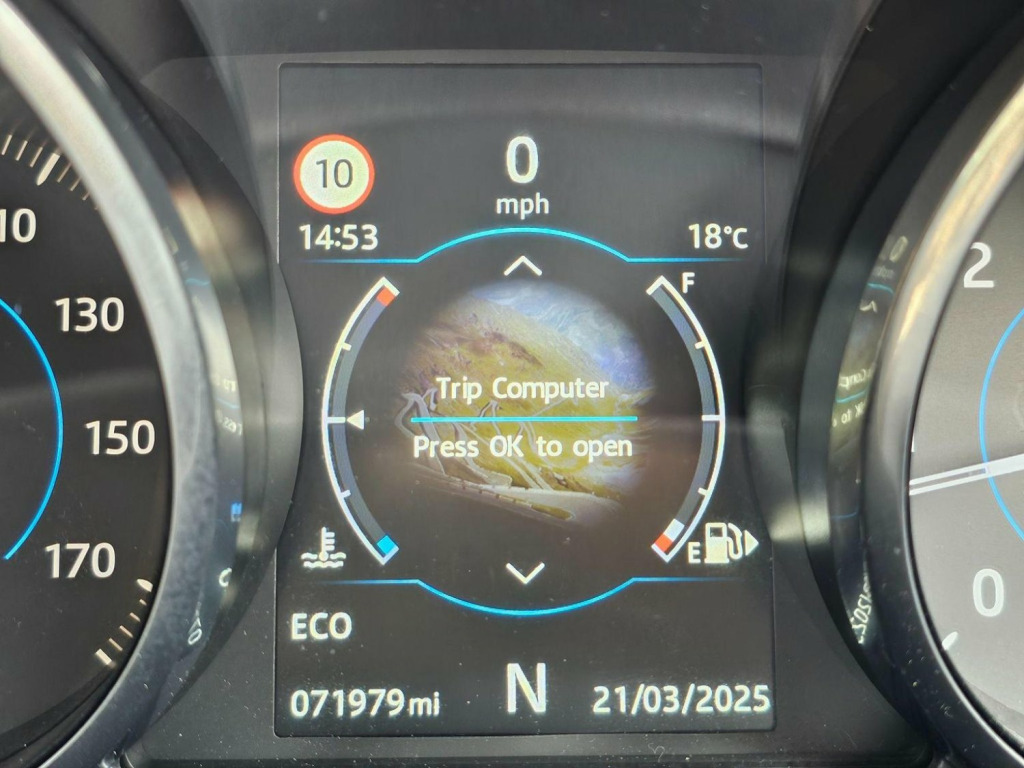 10
0
mph
14:53
18°C
F
Trip Computer
Press OK to open
E
ECO
071979mi
N
21/03/2025
130
150
170
2
0